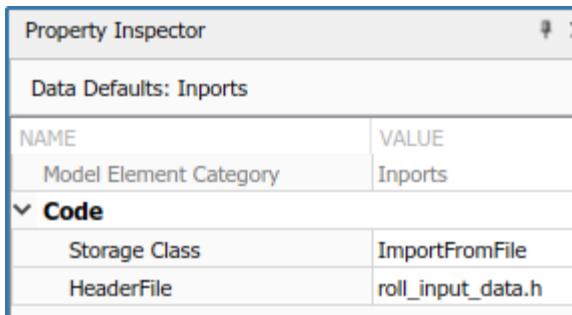 Property Inspector
Data Defaults: Inports
NAME VALUE
Model Element Category Inports
Code
Storage Class ImportFromFile
HeaderFile roll_input_data.h